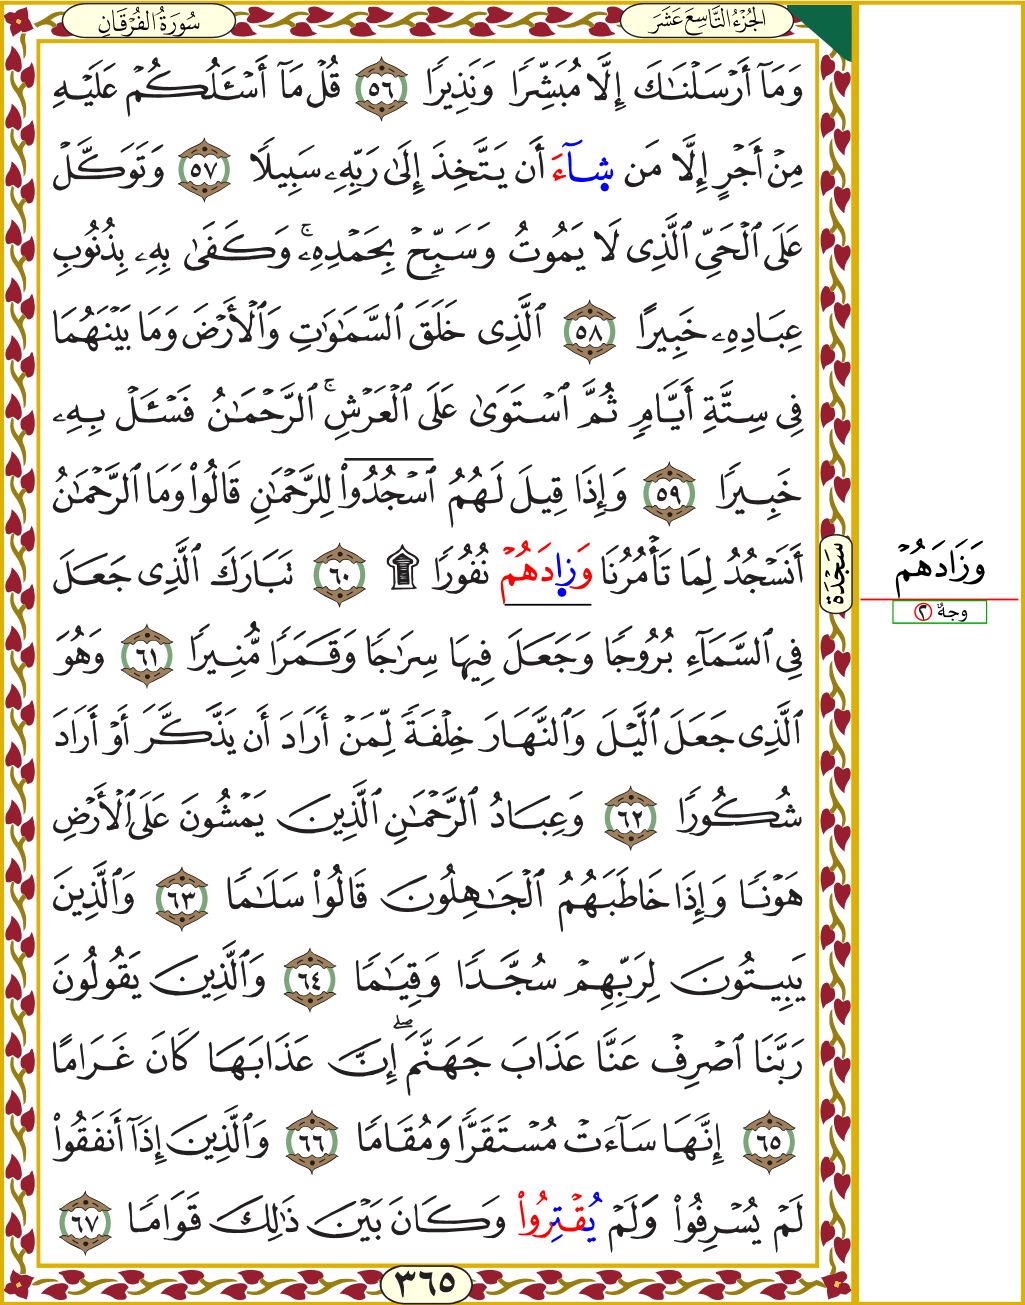 سُورَةُ الفُرْقَانِ
الجُزْءُ التَّاسِعَ عَشَرَ
وَمَآ أَرْسَلْنَٰكَ إِلَّا مُبَشِّرًا وَنَذِيرًا ٥٦ قُلْ مَآ أَسْـَٔلُكُمْ عَلَيْهِ
مِنْ أَجْرٍ إِلَّا مَن شِآءَ أَن يَتَّخِذَ إِلَىٰ رَبِّهِۦ سَبِيلًا ٥٧ وَتَوَكَّلْ
عَلَى ٱلْحَيِّ ٱلَّذِى لَا يَمُوتُ وَسَبِّحْ بِحَمْدِهِۦۚ وَكَفَىٰ بِهِۦ بِذُنُوبِ
عِبَادِهِۦ خَبِيرًا ٥٨ ٱلَّذِى خَلَقَ ٱلسَّمَٰوَٰتِ وَٱلْأَرْضَ وَمَا بَيْنَهُمَا
فِى سِتَّةِ أَيَّامٍ ثُمَّ ٱسْتَوَىٰ عَلَى ٱلْعَرْشِۚ ٱلرَّحْمَٰنُ فَسْـَٔلْ بِهِۦ
خَبِيرًا ٥٩ وَإِذَا قِيلَ لَهُمُ ٱسْجُدُوا۟ لِلرَّحْمَٰنِ قَالُوا۟ وَمَا ٱلرَّحْمَٰنُ
أَنَسْجُدُ لِمَا تَأْمُرُنَا وَزِادَهُمْ نُفُورًا ۩ ٦٠ تَبَارَكَ ٱلَّذِى جَعَلَ
فِى ٱلسَّمَآءِ بُرُوجًا وَجَعَلَ فِيهَا سِرَٰجًا وَقَمَرًا مُّنِيرًا ٦١ وَهُوَ
ٱلَّذِى جَعَلَ ٱلَّيْلَ وَٱلنَّهَارَ خِلْفَةً لِّمَنْ أَرَادَ أَن يَذَّكَّرَ أَوْ أَرَادَ
شُكُورًا ٦٢ وَعِبَادُ ٱلرَّحْمَٰنِ ٱلَّذِينَ يَمْشُونَ عَلَى ٱلْأَرْضِ
هَوْنًا وَإِذَا خَاطَبَهُمُ ٱلْجَٰهِلُونَ قَالُوا۟ سَلَٰمًا ٦٣ وَٱلَّذِينَ
يَبِيتُونَ لِرَبِّهِمْ سُجَّدًا وَقِيَٰمًا ٦٤ وَٱلَّذِينَ يَقُولُونَ
رَبَّنَا ٱصْرِفْ عَنَّا عَذَابَ جَهَنَّمَۖ إِنَّ عَذَابَهَا كَانَ غَرَامًا
٦٥ إِنَّهَا سَآءَتْ مُسْتَقَرًّا وَمُقَامًا ٦٦ وَٱلَّذِينَ إِذَآ أَنفَقُوا۟
لَمْ يُسْرِفُوا۟ وَلَمْ يُقْتِرُوا۟ وَكَانَ بَيْنَ ذَٰلِكَ قَوَامًا ٦٧
٣٦٥
سَجْدَة
وَزَادَهُمْ
٢ وجهٌ